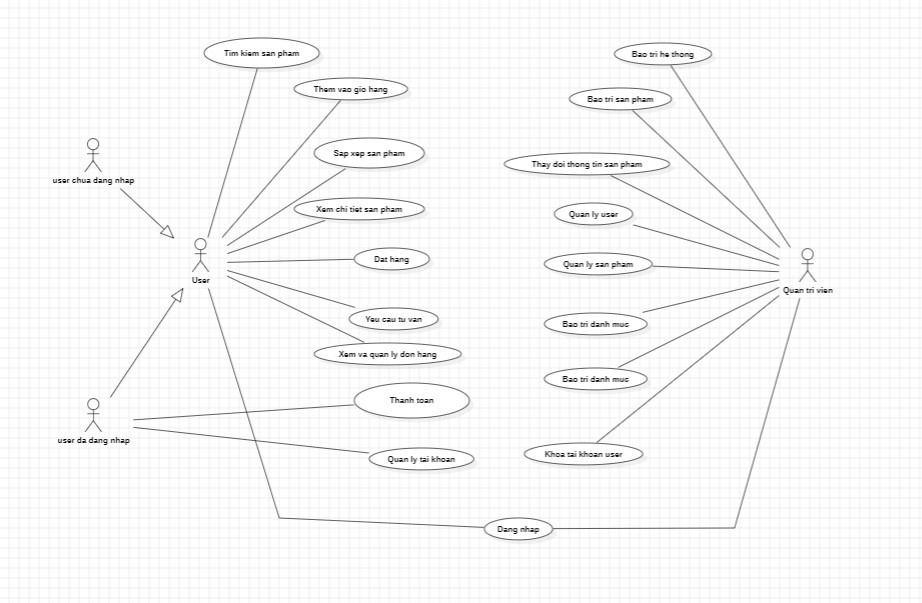 Tim kiem san pham
Bao tri he thong
Them vao gio hang
Bao tri san pham
Sap xep san pham
Thay doi thong tin san pham
user chua dang nhap
Xem chi tiet san pham
Quan ly user
Dat hang
Quan ly san pham
User
Quan tri vien
Yeu cau tu van
Bao tri danh muc
Xem va quan ly don hang
Bao tri danh muc
Thanh toan
user da dang nhap
Quan ly tai khoan
Khoa tai khoan user
Dang nhap